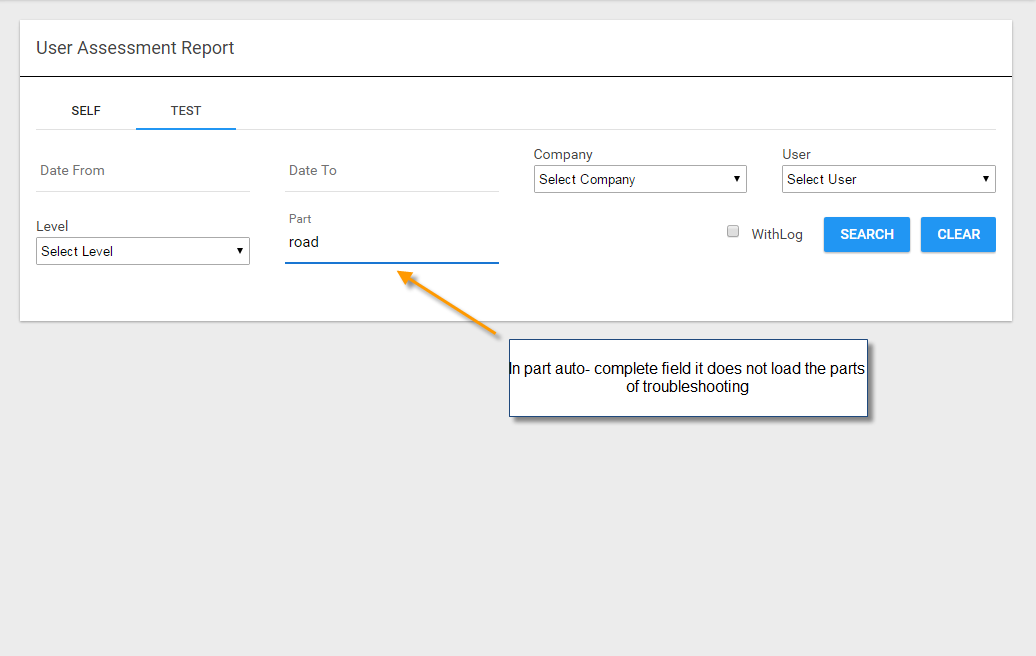 User Assessment Report
SELF
TEST
Date From
Date To
Company
Select Company
User
Select User
Level
Select Level
Part
road
WithLog
SEARCH
CLEAR
In part auto- complete field it does not load the parts
of troubleshooting